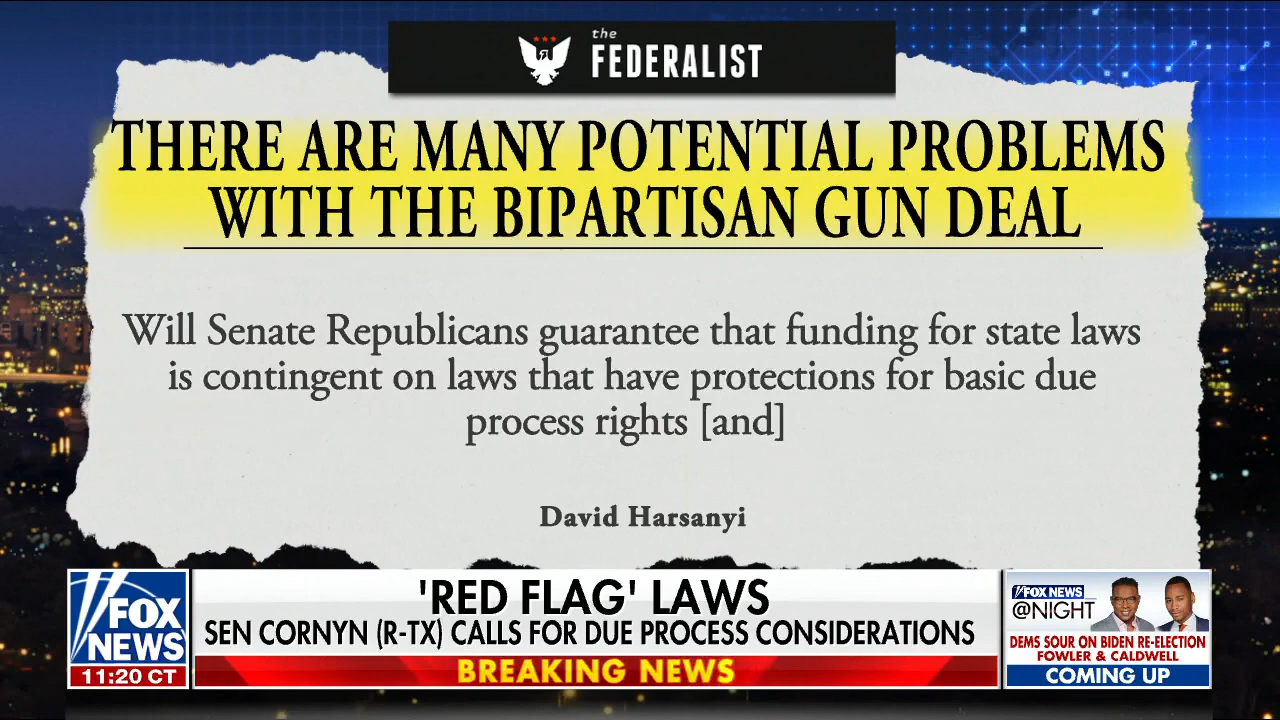 the
FEDERALIST
THERE ARE MANY POTENTIAL PROBLEMS
WITH THE BIPARTISAN GUN DEAL
Will Senate Republicans guarantee that funding for state laws
is contingent on laws that have protections for basic due
process rights [and]
David Harsanyi
FOX
NEWS
11:20 CT
'RED FLAG' LAWS
SEN CORNYN (R-TX) CALLS FOR DUE PROCESS CONSIDERATIONS
BREAKING NEWS
FOX NEWS
@NIGHT
DEMS SOUR ON BIDEN RE-ELECTION
FOWLER & CALDWELL
COMING UP